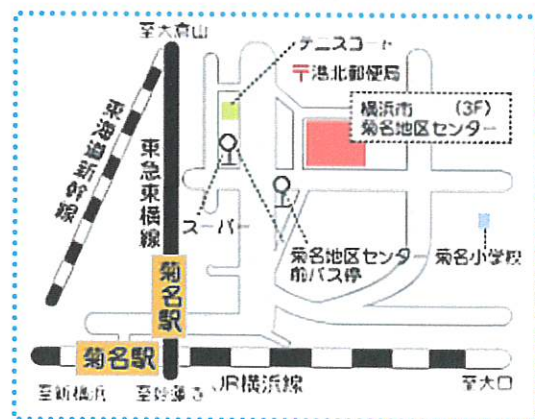 至大倉山
テニスコート
〒港北郵便局
横浜市 (3F)
菊名地区センター
東海道新幹線
東急東横線
スーパー
菊名地区センター
前バス停
菊名小学校
菊名駅
菊名駅
至新横浜
至妙蓮寺
JR横浜線
至大口